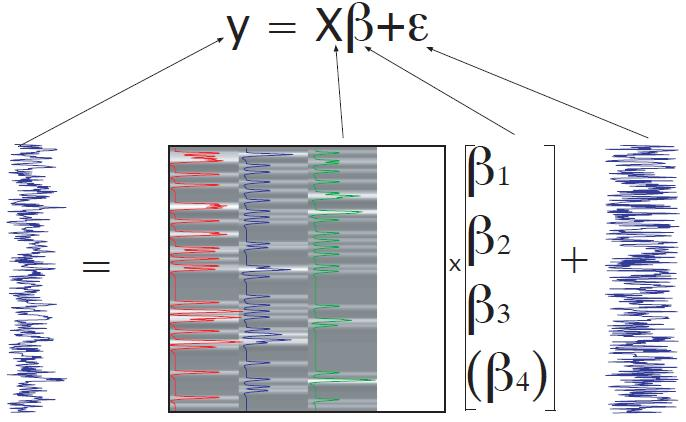 y = Xβ+ε
=
x
β1
β2
β3
(β4)
+